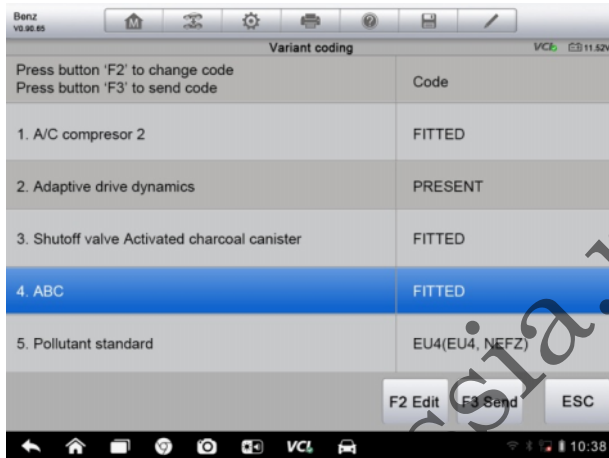 Benz
V0.98.65
Variant coding
VCI 11.52V
Press button 'F2' to change code
Press button 'F3' to send code
Code
1. A/C compresor 2
FITTED
2. Adaptive drive dynamics
PRESENT
3. Shutoff valve Activated charcoal canister
FITTED
4. ABC
FITTED
5. Pollutant standard
EU4(EU4, NEFZ)
F2 Edit
F3 Send
ESC
VCI
10:38